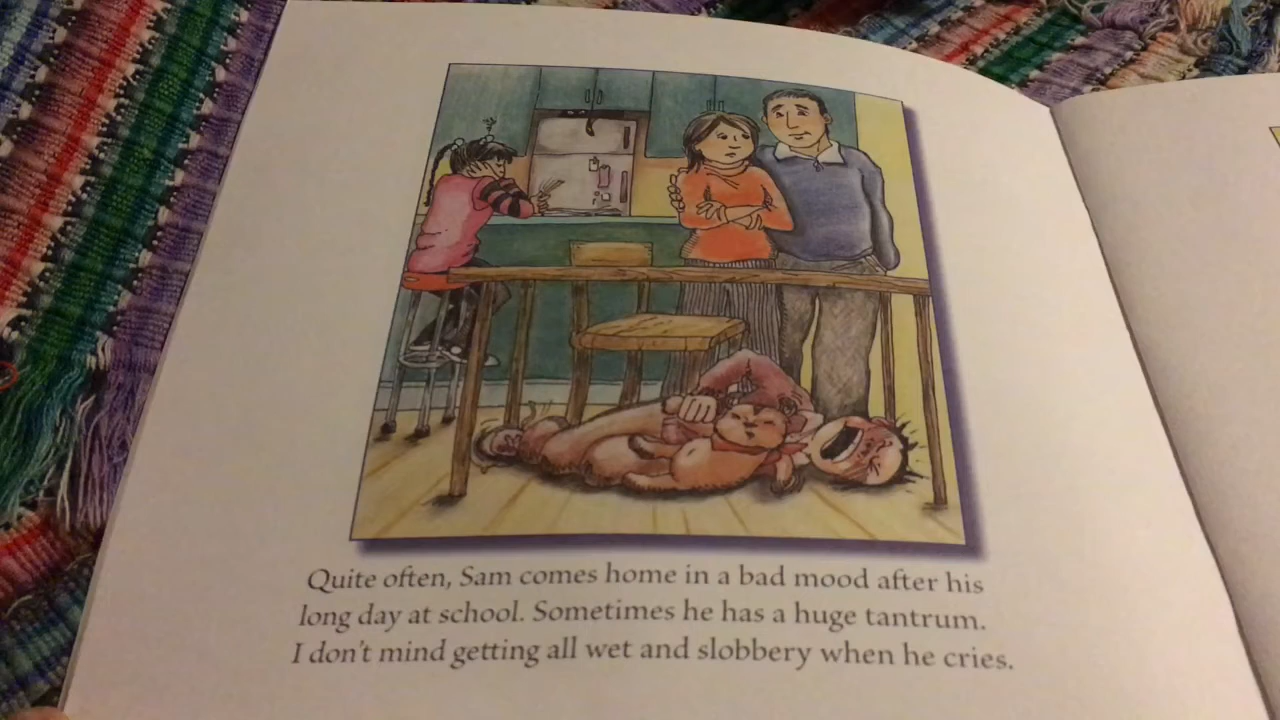 Quite often, Sam comes home in a bad mood after his
long day at school. Sometimes he has a huge tantrum.
I don't mind getting all wet and slobbery when he cries.